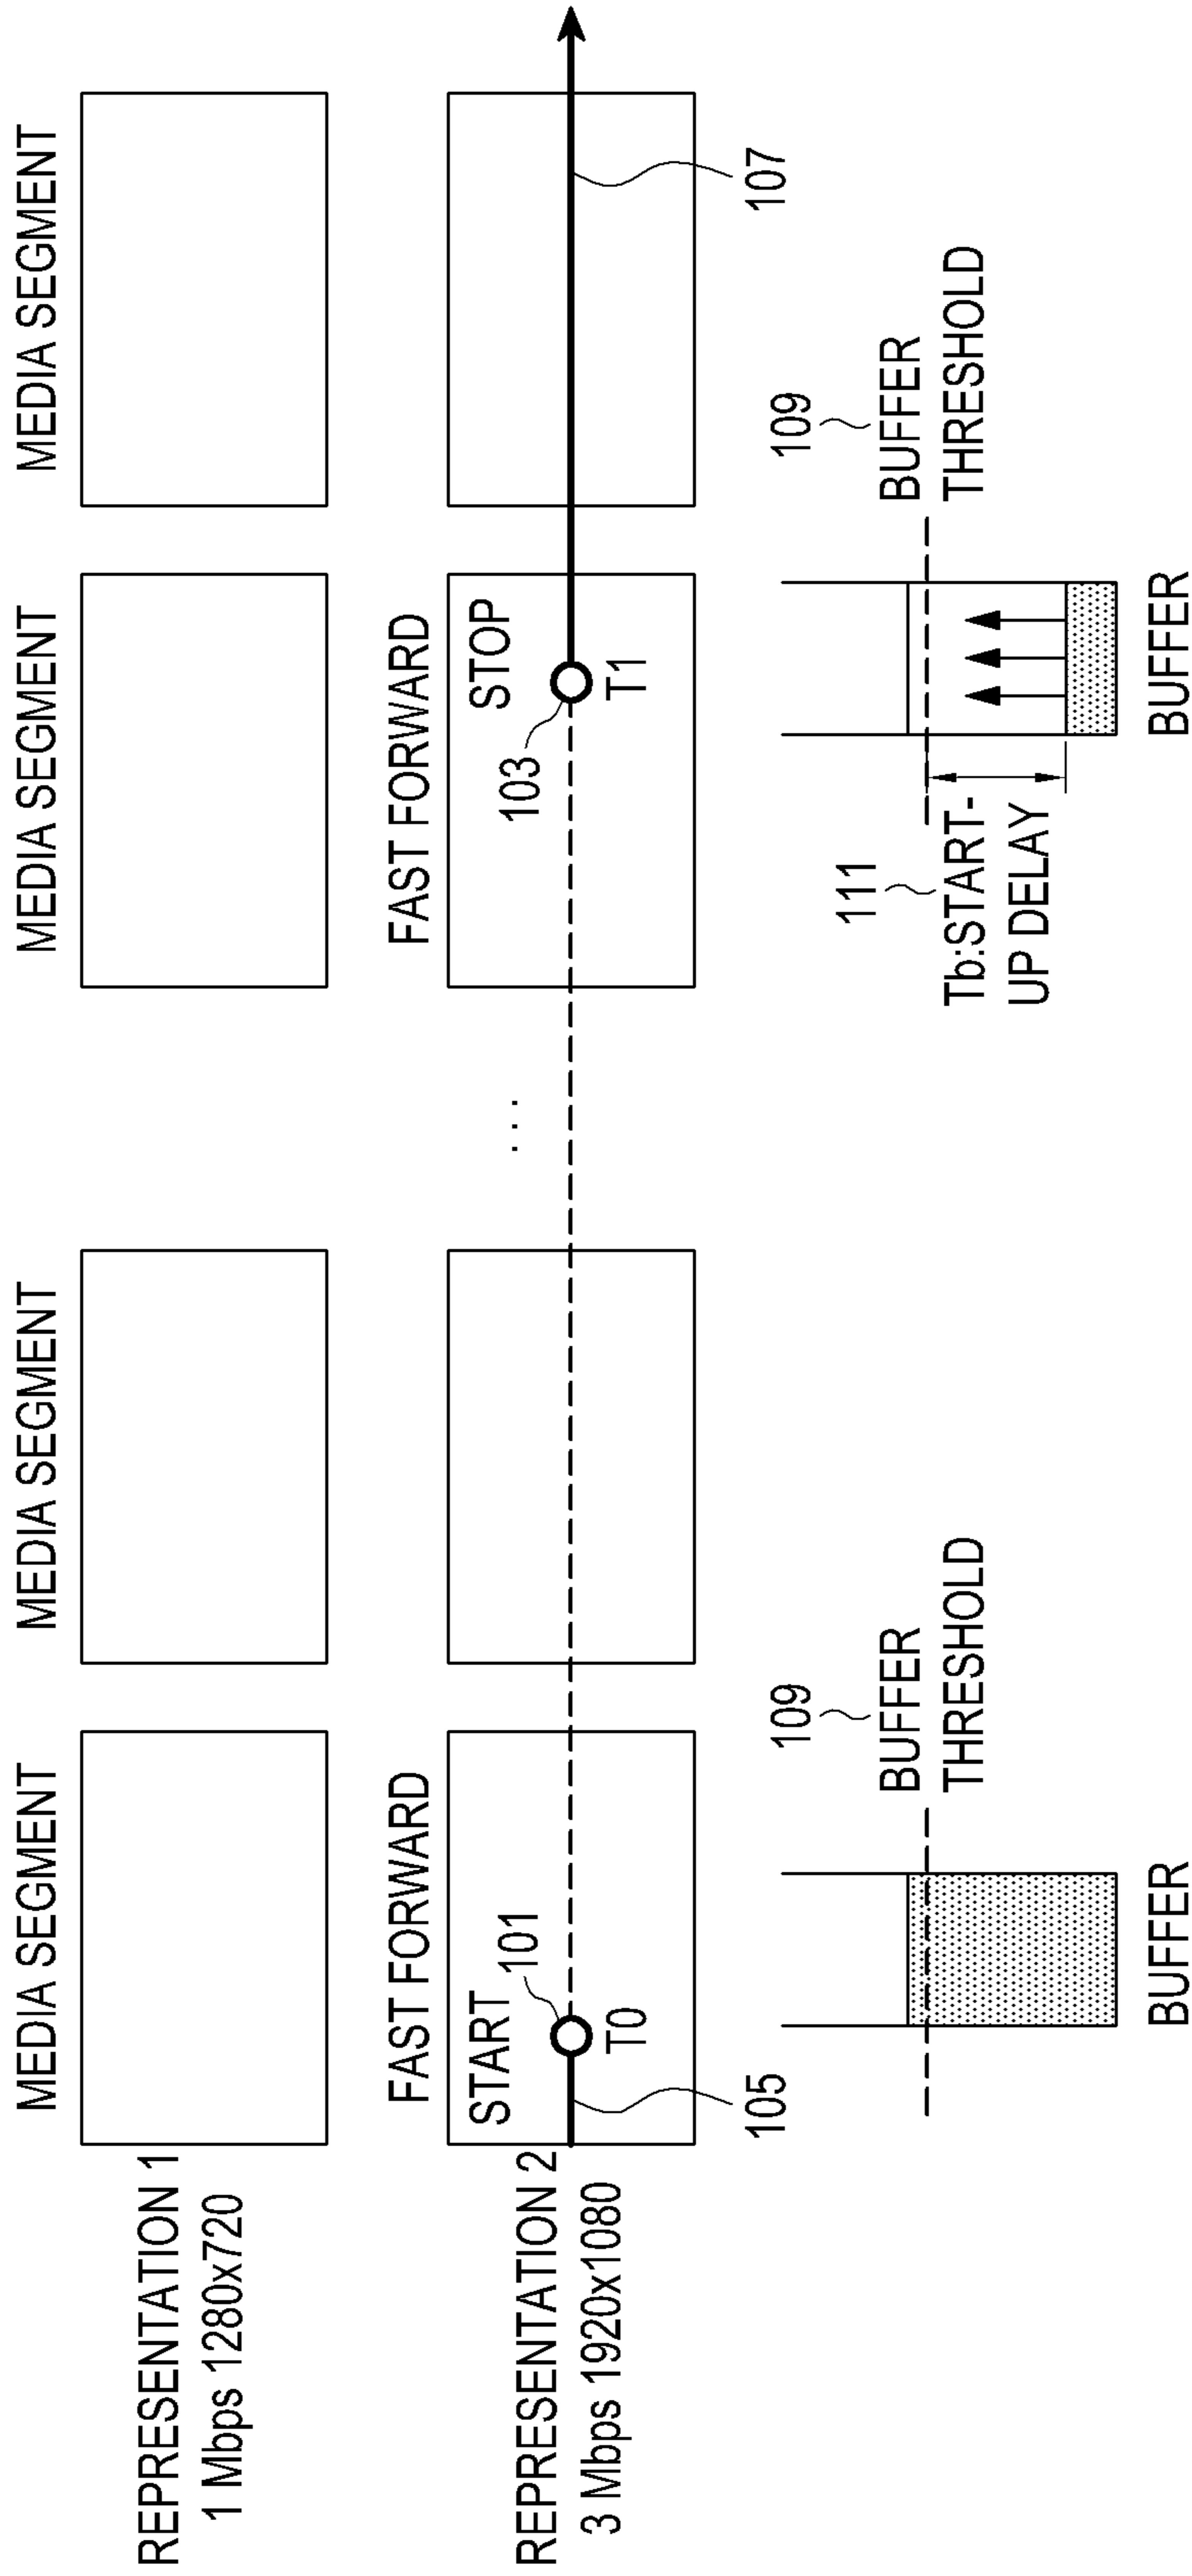 MEDIA SEGMENT
MEDIA SEGMENT
MEDIA SEGMENT
MEDIA SEGMENT
REPRESENTATION 1
1 Mbps 1280x720
FAST FORWARD
FAST FORWARD
REPRESENTATION 2
3 Mbps 1920x1080
START
101
T0
105
...
STOP
103
T1
107
109
BUFFER
THRESHOLD
BUFFER
111
Tb:START-
UP DELAY
109
BUFFER
THRESHOLD
BUFFER